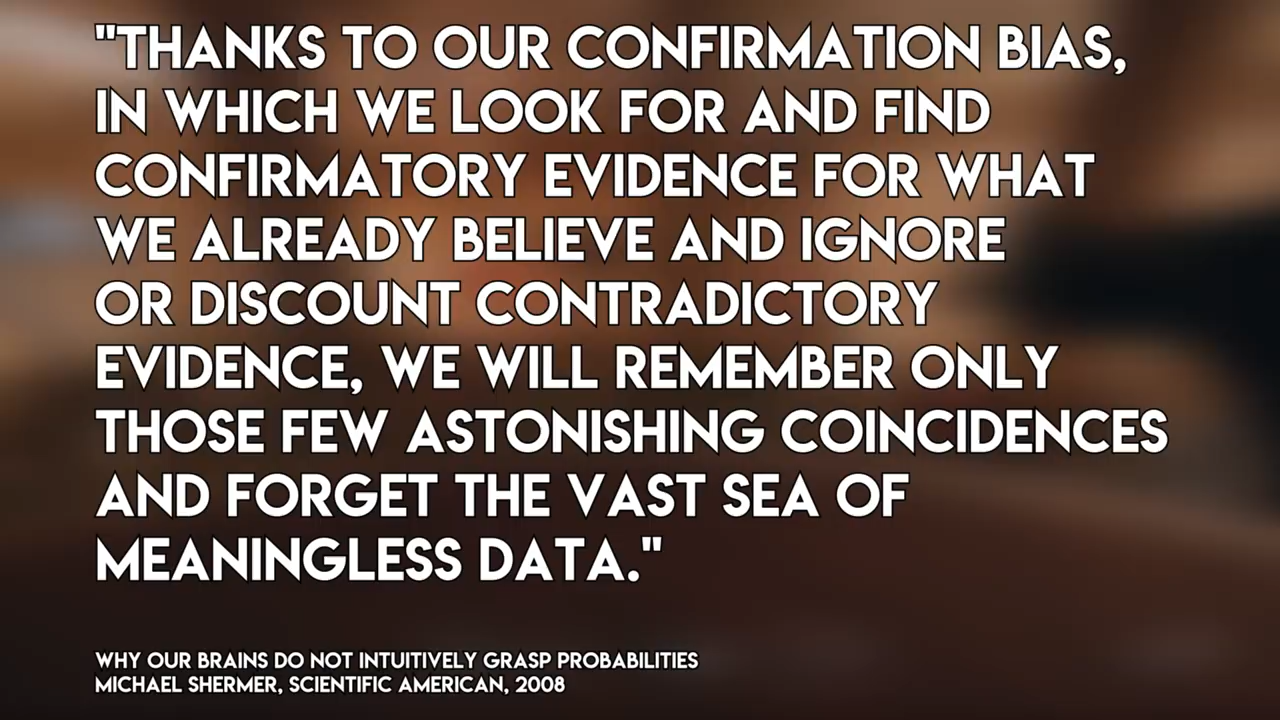 "THANKS TO OUR CONFIRMATION BIAS,
IN WHICH WE LOOK FOR AND FIND
CONFIRMATORY EVIDENCE FOR WHAT
WE ALREADY BELIEVE AND IGNORE
OR DISCOUNT CONTRADICTORY
EVIDENCE, WE WILL REMEMBER ONLY
THOSE FEW ASTONISHING COINCIDENCES
AND FORGET THE VAST SEA OF
MEANINGLESS DATA."
WHY OUR BRAINS DO NOT INTUITIVELY GRASP PROBABILITIES
MICHAEL SHERMER, SCIENTIFIC AMERICAN, 2008